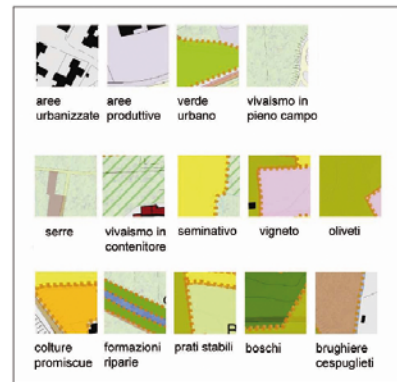 aree
urbanizzate
aree
produttive
verde
urbano
vivaismo in
pieno campo
serre
vivaismo in
contenitore
seminativo
vigneto
oliveti
colture
promiscue
formazioni
riparie
prati stabili
boschi
brughiere
cespuglieti